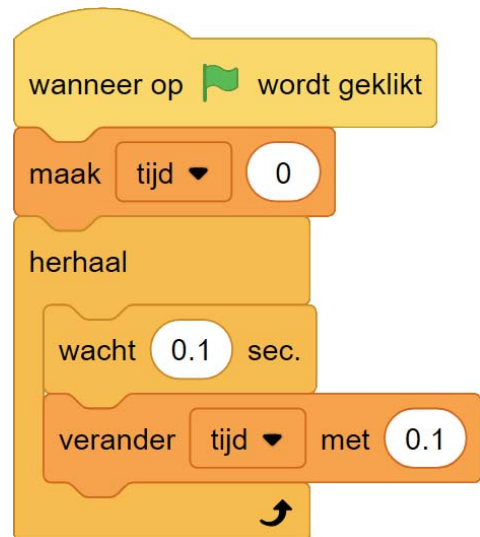 wanneer op wordt geklikt
maak tijd 0
herhaal
wacht 0.1 sec.
verander tijd met 0.1